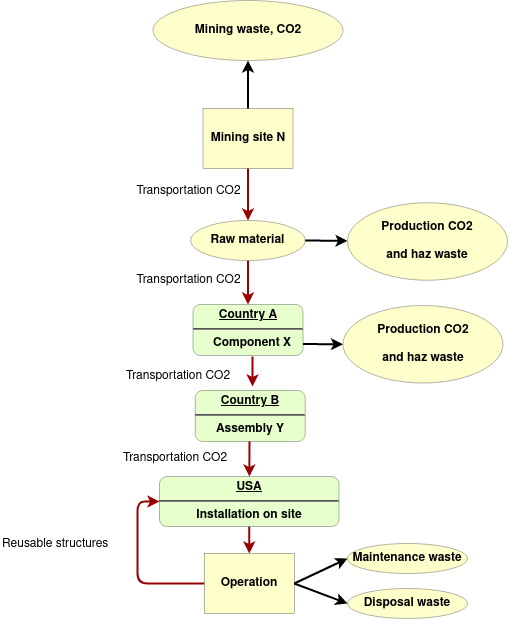 Mining waste, CO2
Mining site N
Transportation CO2
Raw material
Production CO2
and haz waste
Transportation CO2
Country A
Component X
Production CO2
and haz waste
Transportation CO2
Country B
Assembly Y
Transportation CO2
USA
Installation on site
Reusable structures
Operation
Maintenance waste
Disposal waste